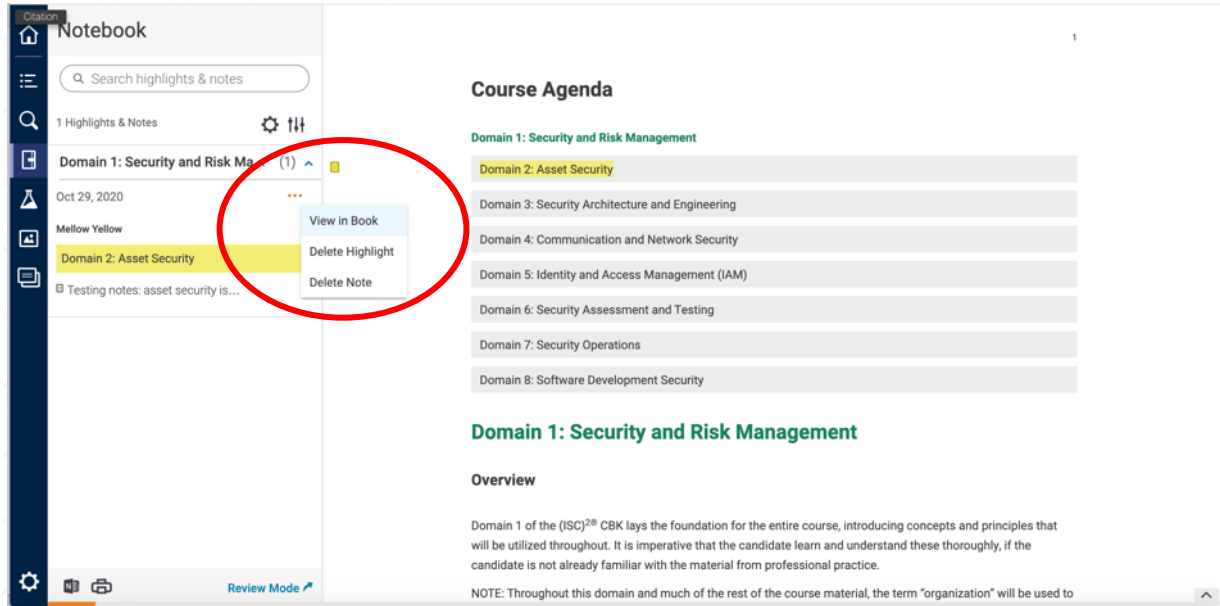 Citation
Notebook
Search highlights & notes
1 Highlights & Notes
Domain 1: Security and Risk Ma... (1)
Oct 29, 2020
Mellow Yellow
Domain 2: Asset Security
Testing notes: asset security is...
View in Book
Delete Highlight
Delete Note
N
Review Mode
1
Course Agenda
Domain 1: Security and Risk Management
Domain 2: Asset Security
Domain 3: Security Architecture and Engineering
Domain 4: Communication and Network Security
Domain 5: Identity and Access Management (IAM)
Domain 6: Security Assessment and Testing
Domain 7: Security Operations
Domain 8: Software Development Security
Domain 1: Security and Risk Management
Overview
Domain 1 of the (ISC)²® CBK lays the foundation for the entire course, introducing concepts and principles that
will be utilized throughout. It is imperative that the candidate learn and understand these thoroughly, if the
candidate is not already familiar with the material from professional practice.
NOTE: Throughout this domain and much of the rest of the course material, the term “organization” will be used to